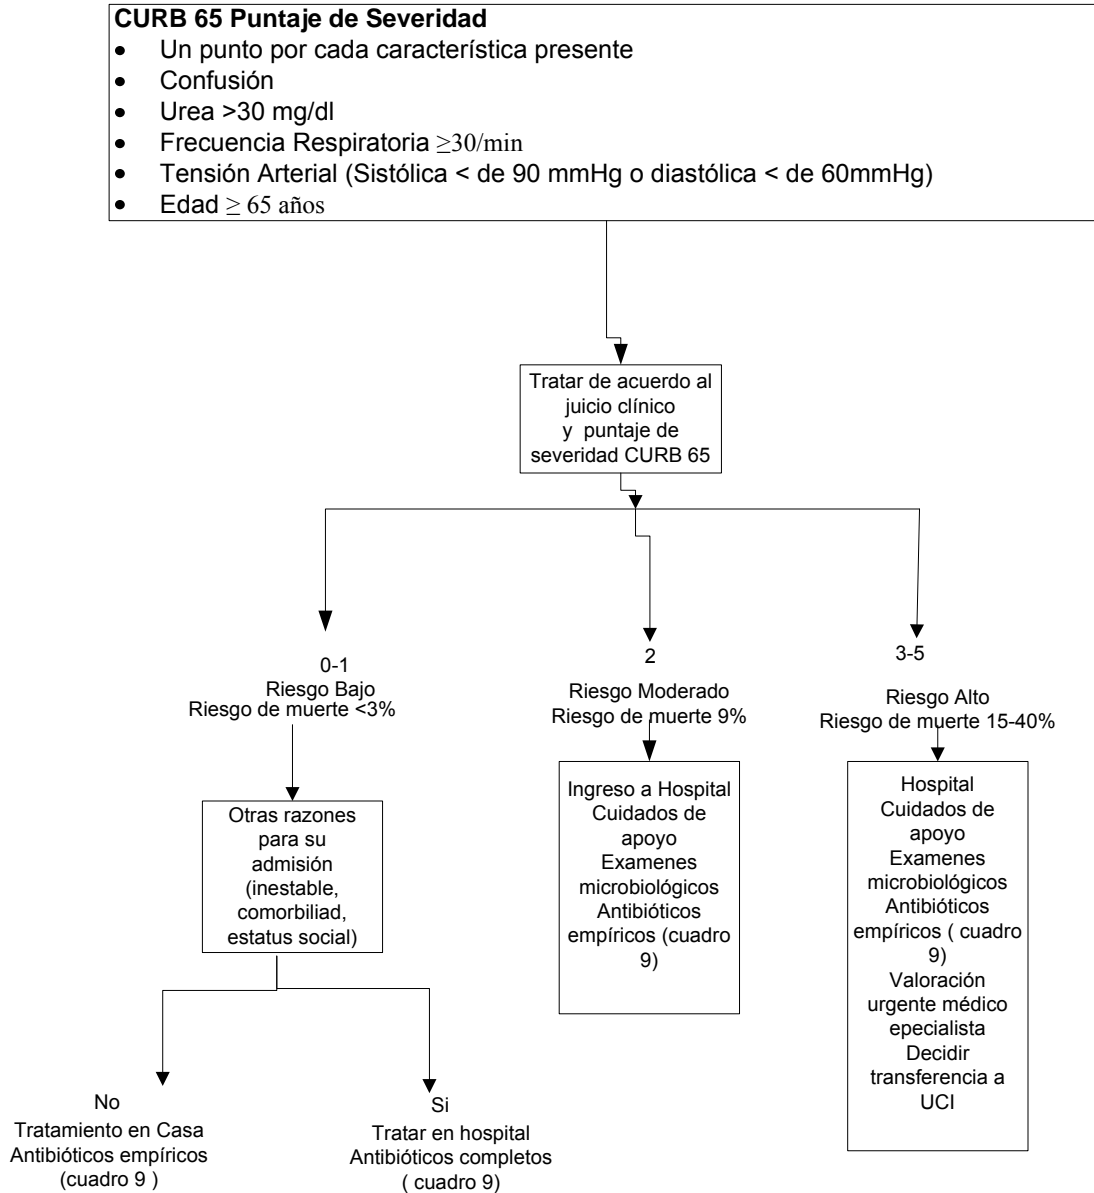 CURB 65 Puntaje de Severidad
• Un punto por cada característica presente
• Confusión
• Urea >30 mg/dl
• Frecuencia Respiratoria ≥30/min
• Tensión Arterial (Sistólica < de 90 mmHg o diastólica < de 60mmHg)
• Edad ≥ 65 años
Tratar de acuerdo al
juicio clínico
y puntaje de
severidad CURB 65
0-1
Riesgo Bajo
Riesgo de muerte <3%
2
Riesgo Moderado
Riesgo de muerte 9%
3-5
Riesgo Alto
Riesgo de muerte 15-40%
Otras razones
para su
admisión
(inestable,
comorbiliad,
estatus social)
Ingreso a Hospital
Cuidados de
apoyo
Examenes
microbiológicos
Antibióticos
empíricos (cuadro
9)
Hospital
Cuidados de
apoyo
Examenes
microbiológicos
Antibióticos
empíricos ( cuadro
9)
Valoración
urgente médico
epecialista
Decidir
transferencia a
UCI
No
Tratamiento en Casa
Antibióticos empíricos
(cuadro 9 )
Si
Tratar en hospital
Antibióticos completos
( cuadro 9)